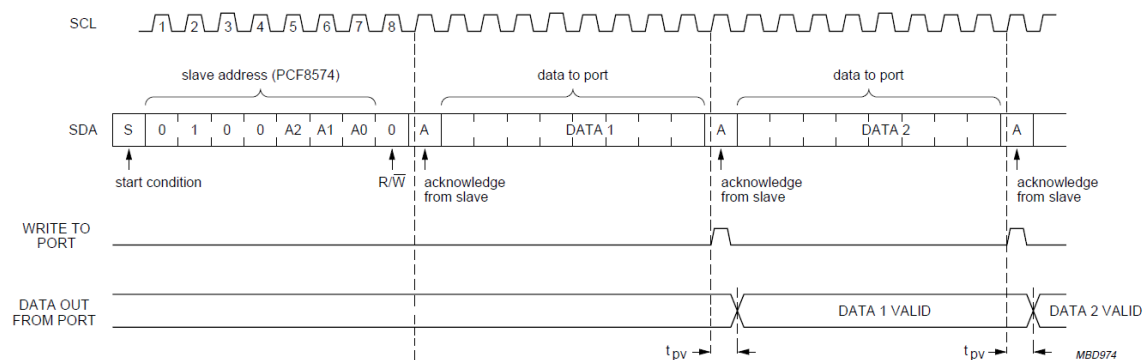 SCL 1 2 3 4 5 6 7 8
slave address (PCF8574) data to port data to port
SDA S 0 1 0 0 A2 A1 A0 0 A DATA 1 A DATA 2 A
start condition R/W̅ acknowledge from slave acknowledge from slave acknowledge from slave
WRITE TO PORT
DATA OUT FROM PORT DATA 1 VALID DATA 2 VALID
tpv tpv MBD974